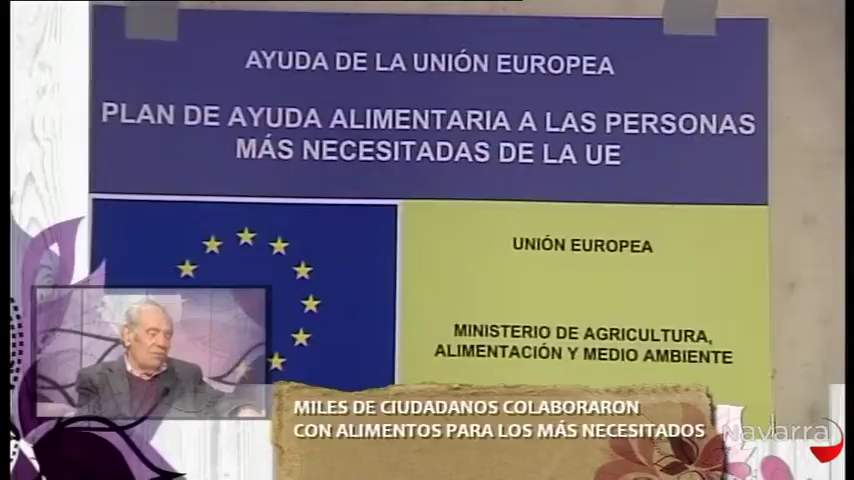 AYUDA DE LA UNIÓN EUROPEA
PLAN DE AYUDA ALIMENTARIA A LAS PERSONAS
MÁS NECESITADAS DE LA UE
UNIÓN EUROPEA
MINISTERIO DE AGRICULTURA,
ALIMENTACIÓN Y MEDIO AMBIENTE
MILES DE CIUDADANOS COLABORARON
CON ALIMENTOS PARA LOS MÁS NECESITADOS
Navarra